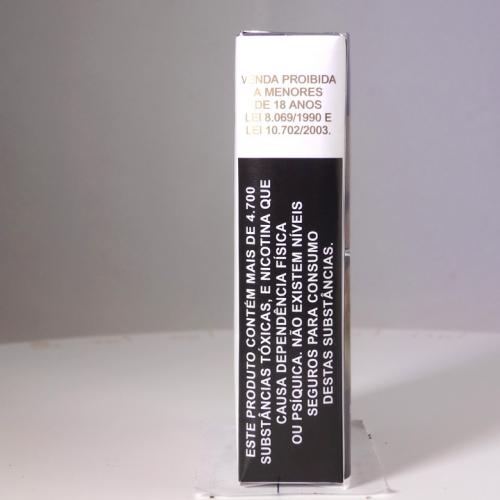 VENDA PROIBIDA
A MENORES
DE 18 ANOS
LEI 8.069/1990 E
LEI 10.702/2003.
ESTE PRODUTO CONTÉM MAIS DE 4.700
SUBSTÂNCIAS TÓXICAS, E NICOTINA QUE
CAUSA DEPENDÊNCIA FÍSICA
OU PSÍQUICA. NÃO EXISTEM NÍVEIS
SEGUROS PARA CONSUMO
DESTAS SUBSTÂNCIAS.